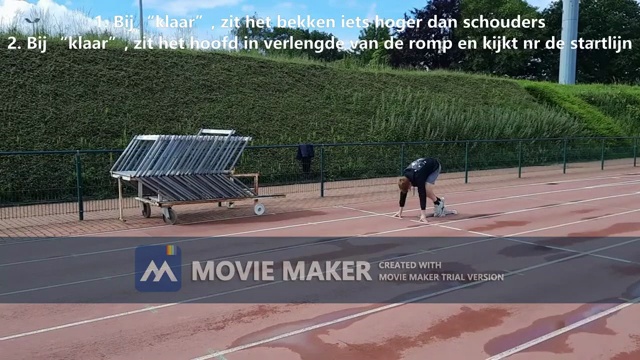 1. Bij “klaar”, zit het bekken iets hoger dan schouders
2. Bij “klaar”, zit het hoofd in verlengde van de romp en kijkt nr de startlijn
MOVIE MAKER
CREATED WITH
MOVIE MAKER TRIAL VERSION